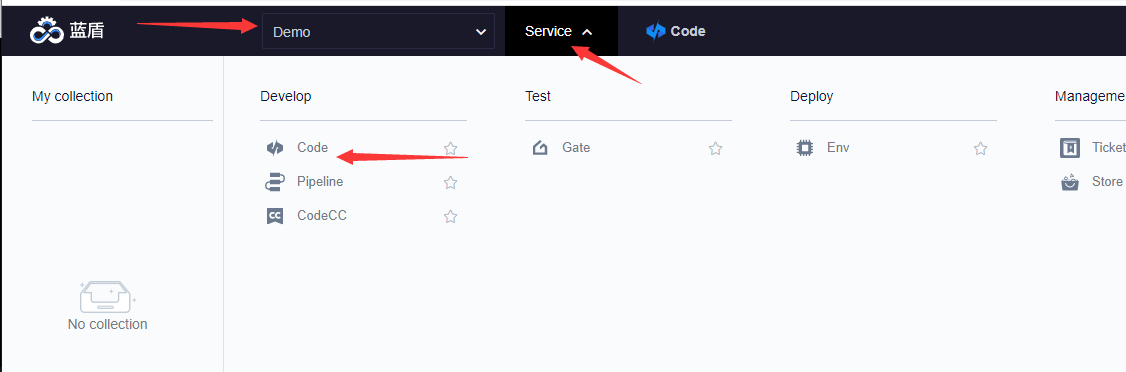 蓝盾 Demo Service Code
My collection Develop Test Deploy Manageme
Code Gate Env Ticket
Pipeline Store
CodeCC
No collection